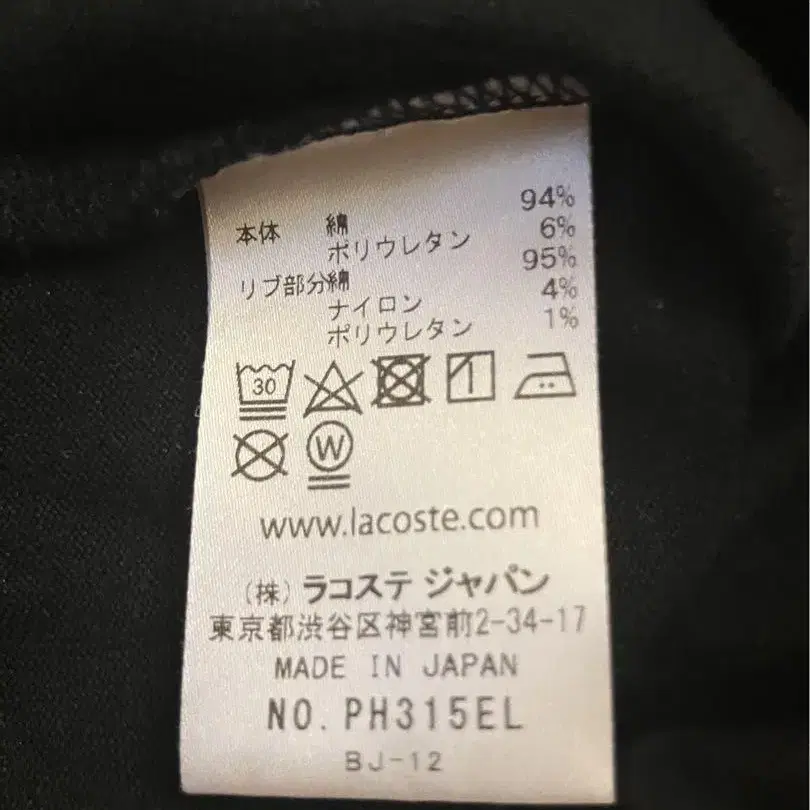 本体 綿 94%
ポリウレタン 6%
リブ部分綿 95%
ナイロン 4%
ポリウレタン 1%
30
W
www.lacoste.com
(株) ラコステ ジャパン
東京都渋谷区神宮前2-34-17
MADE IN JAPAN
NO. PH315EL
BJ-12